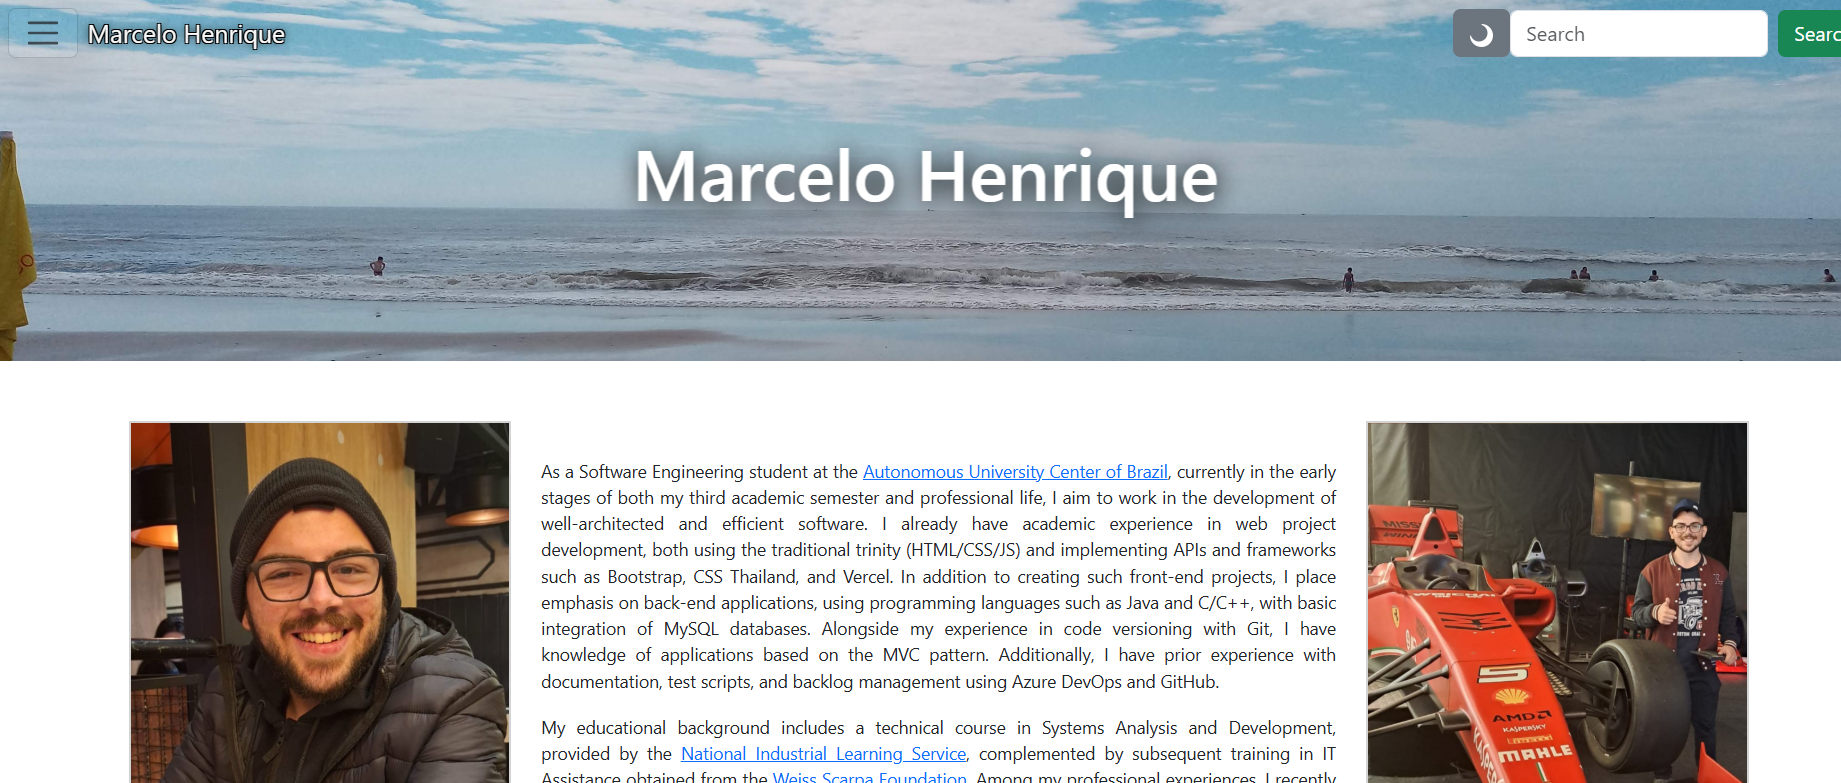 Marcelo Henrique
Search
Searc
Marcelo Henrique
As a Software Engineering student at the Autonomous University Center of Brazil, currently in the early
stages of both my third academic semester and professional life, I aim to work in the development of
well-architected and efficient software. I already have academic experience in web project
development, both using the traditional trinity (HTML/CSS/JS) and implementing APIs and frameworks
such as Bootstrap, CSS Thailand, and Vercel. In addition to creating such front-end projects, I place
emphasis on back-end applications, using programming languages such as Java and C/C++, with basic
integration of MySQL databases. Alongside my experience in code versioning with Git, I have
knowledge of applications based on the MVC pattern. Additionally, I have prior experience with
documentation, test scripts, and backlog management using Azure DevOps and GitHub.
My educational background includes a technical course in Systems Analysis and Development,
provided by the National Industrial Learning Service, complemented by subsequent training in IT
Assistance obtained from the Weiss Scarpa Foundation. Among my professional experiences, I recently
MISSI
WINN
WEICHAI
5
AMD
KASPERSKY
PIRELLI
MAHLE